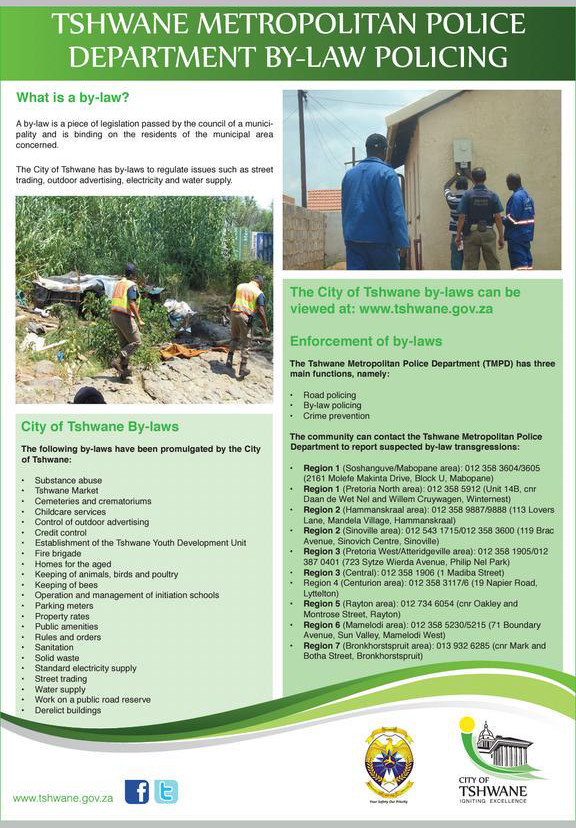 TSHWANE METROPOLITAN POLICE
DEPARTMENT BY-LAW POLICING
What is a by-law?
A by-law is a piece of legislation passed by the council of a munici-
pality and is binding on the residents of the municipal area
concerned.
The City of Tshwane has by-laws to regulate issues such as street
trading, outdoor advertising, electricity and water supply.
City of Tshwane By-laws
The following by-laws have been promulgated by the City
of Tshwane:
• Substance abuse
• Tshwane Market
• Cemeteries and crematoriums
• Childcare services
• Control of outdoor advertising
• Credit control
• Establishment of the Tshwane Youth Development Unit
• Fire brigade
• Homes for the aged
• Keeping of animals, birds and poultry
• Keeping of bees
• Operation and management of initiation schools
• Parking meters
• Property rates
• Public amenities
• Rules and orders
• Sanitation
• Solid waste
• Standard electricity supply
• Street trading
• Water supply
• Work on a public road reserve
• Derelict buildings
The City of Tshwane by-laws can be
viewed at: www.tshwane.gov.za
Enforcement of by-laws
The Tshwane Metropolitan Police Department (TMPD) has three
main functions, namely:
• Road policing
• By-law policing
• Crime prevention
The community can contact the Tshwane Metropolitan Police
Department to report suspected by-law transgressions:
• Region 1 (Soshanguve/Mabopane area): 012 358 3604/3605
(2161 Molefe Makinta Drive, Block U, Mabopane)
• Region 1 (Pretoria North area): 012 358 5912 (Unit 14B, cnr
Daan de Wet Nel and Willem Cruywagen, Winternest)
• Region 2 (Hammanskraal area): 012 358 9887/9888 (113 Lovers
Lane, Mandela Village, Hammanskraal)
• Region 2 (Sinoville area): 012 543 1715/012 358 3600 (119 Brac
Avenue, Sinovich Centre, Sinoville)
• Region 3 (Pretoria West/Atteridgeville area): 012 358 1905/012
387 0401 (723 Sytze Wierda Avenue, Philip Nel Park)
• Region 3 (Central): 012 358 1906 (1 Madiba Street)
• Region 4 (Centurion area): 012 358 3117/6 (19 Napier Road,
Lyttelton)
• Region 5 (Rayton area): 012 734 6054 (cnr Oakley and
Montrose Street, Rayton)
• Region 6 (Mamelodi area): 012 358 5230/5215 (71 Boundary
Avenue, Sun Valley, Mamelodi West)
• Region 7 (Bronkhorstspruit area): 013 932 6285 (cnr Mark and
Botha Street, Bronkhorstspruit)
www.tshwane.gov.za
Your Safety Our Priority
CITY OF
TSHWANE
IGNITING EXCELLENCE